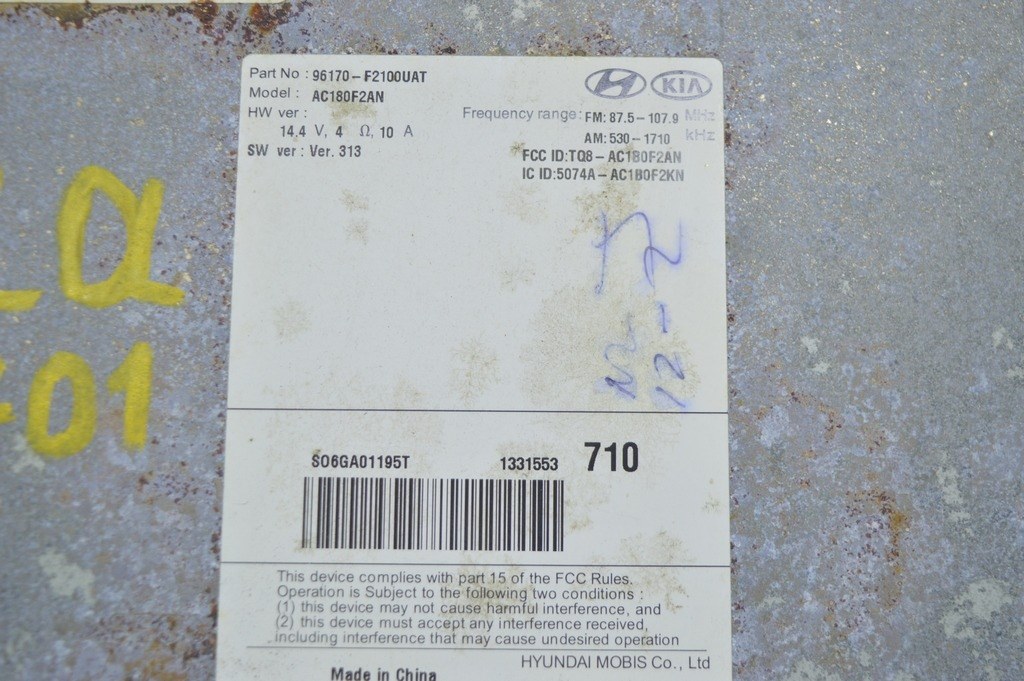 Part No : 96170-F2100UAT
Model : AC180F2AN
KIA
HW ver :
Frequency range: FM: 87.5-107.9 MHz
14.4 V, 4 Ω, 10 A
AM: 530-1710 kHz
SW ver : Ver. 313
FCC ID:TQ8-AC180F2AN
IC ID:5074A-AC180F2KN
12-7
01
S06GA01195T 1331553 710
This device complies with part 15 of the FCC Rules.
Operation is Subject to the following two conditions :
(1) this device may not cause harmful interference, and
(2) this device must accept any interference received,
including interference that may cause undesired operation
HYUNDAI MOBIS Co., Ltd
Made in China